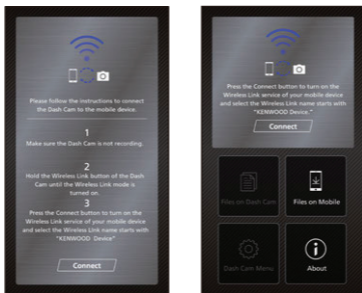 Please follow the instructions to connect
the Dash Cam to the mobile device.
1
Make sure the Dash Cam is not recording.
2
Hold the Wireless Link button of the Dash
Cam until the Wireless Link mode is
turned on.
3
Press the Connect button to turn on the
Wireless Link service of your mobile device
and select the Wireless Link name starts with
"KENWOOD Device"
Connect
Press the Connect button to turn on the
Wireless Link service of your mobile device
and select the Wireless Link name starts with
"KENWOOD Device"
Connect
Files on Dash Cam
Files on Mobile
Dash Cam Menu
About